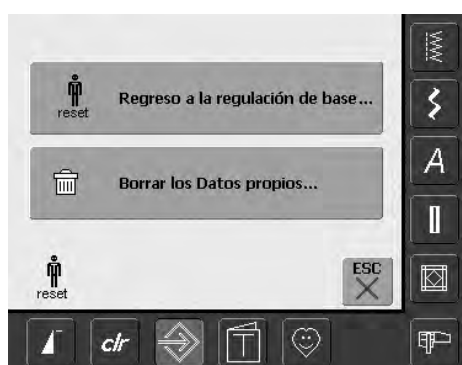 reset
Regreso a la regulación de base...
Borrar los Datos propios...
reset
ESC
A
clr